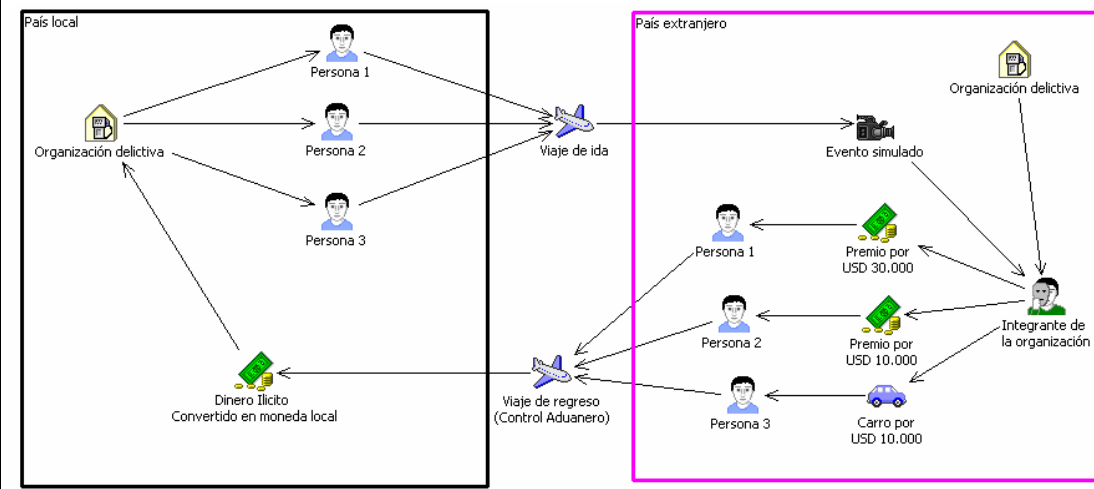 País local
País extranjero
Persona 1
Organización delictiva
Organización delictiva
Persona 2
Viaje de ida
Evento simulado
Persona 3
Persona 1
Premio por
USD 30.000
Persona 2
Premio por
USD 10.000
Integrante de
la organización
Dinero Ilicito
Convertido en moneda local
Viaje de regreso
(Control Aduanero)
Persona 3
Carro por
USD 10.000